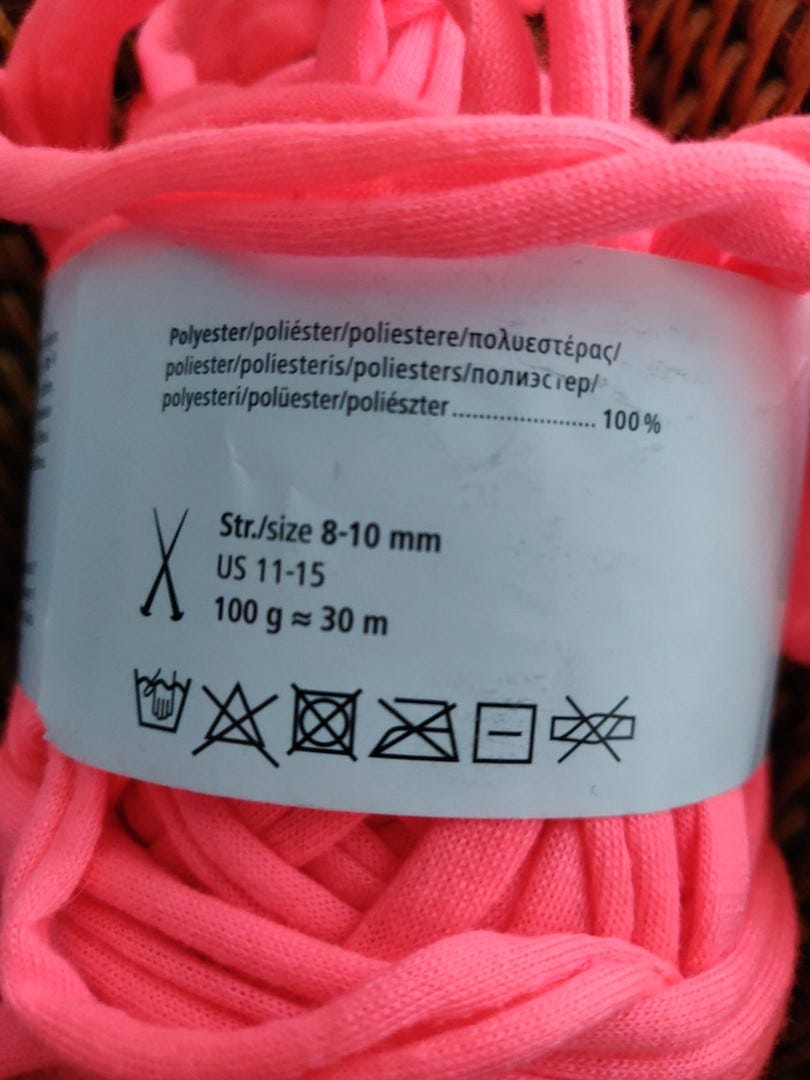 Polyester/poliéster/poliestere/πολυεστέρας/
poliester/poliesteris/poliesters/полиэстер/
polyesteri/polüester/poliészter........................ 100 %
Str./size 8-10 mm
US 11-15
100 g ≈ 30 m